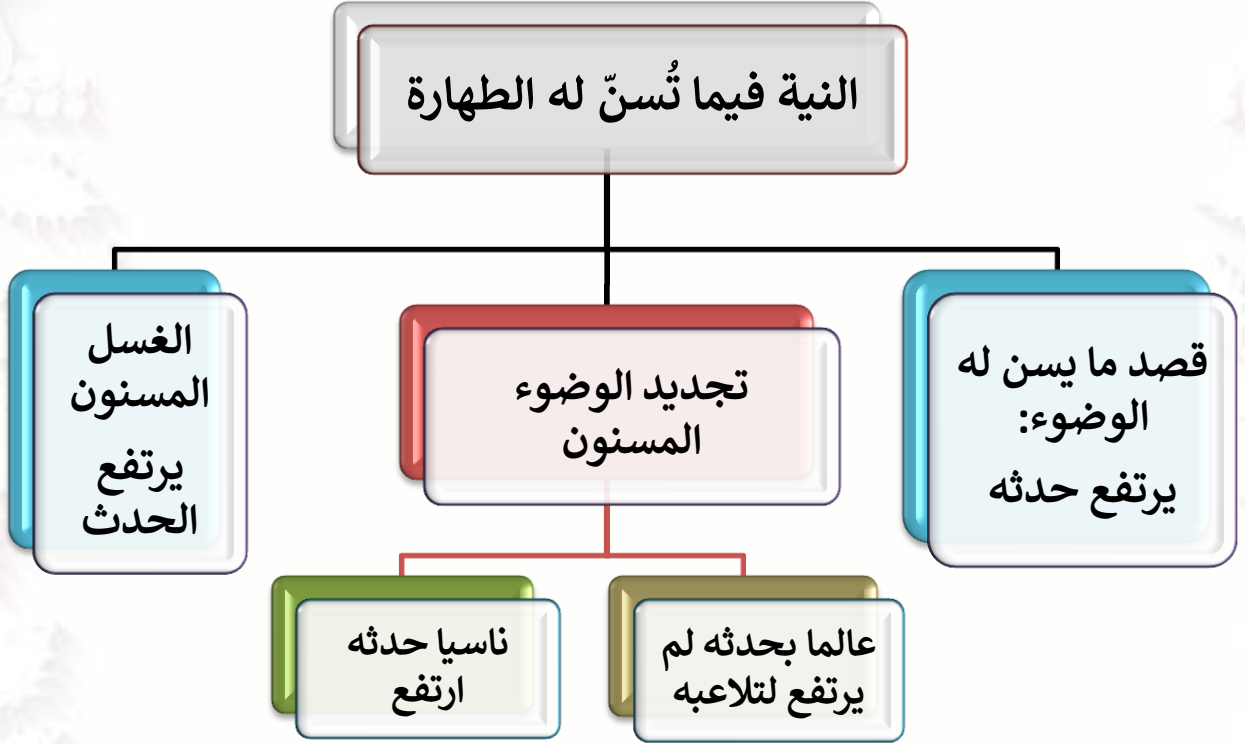 النية فيما تُسنّ له الطهارة
قصد ما يسن له
الوضوء:
يرتفع حدثه
تجديد الوضوء
المسنون
عالما بحدثه لم
يرتفع لتلاعبه
ناسيا حدثه
ارتفع
الغسل
المسنون
يرتفع
الحدث